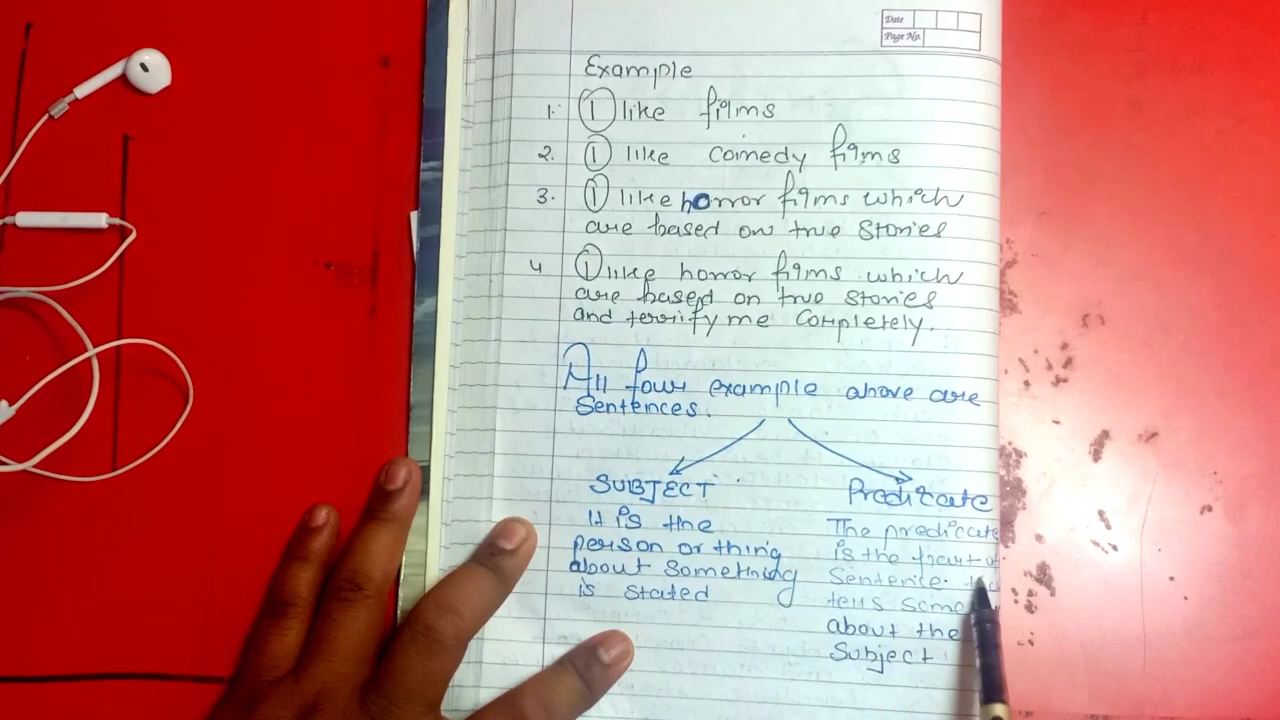 Date
Page No.
Example
1. I like films
2. I like comedy films
3. I like horror films which
are based on true stories
4 I like horror films which
are based on true stories
and terrify me completely.
All four example above are
sentences.
SUBJECT
It is the
person or thing
about something
is stated
Predicate
The predicate
is the part of
sentence
tells some
about the
Subject